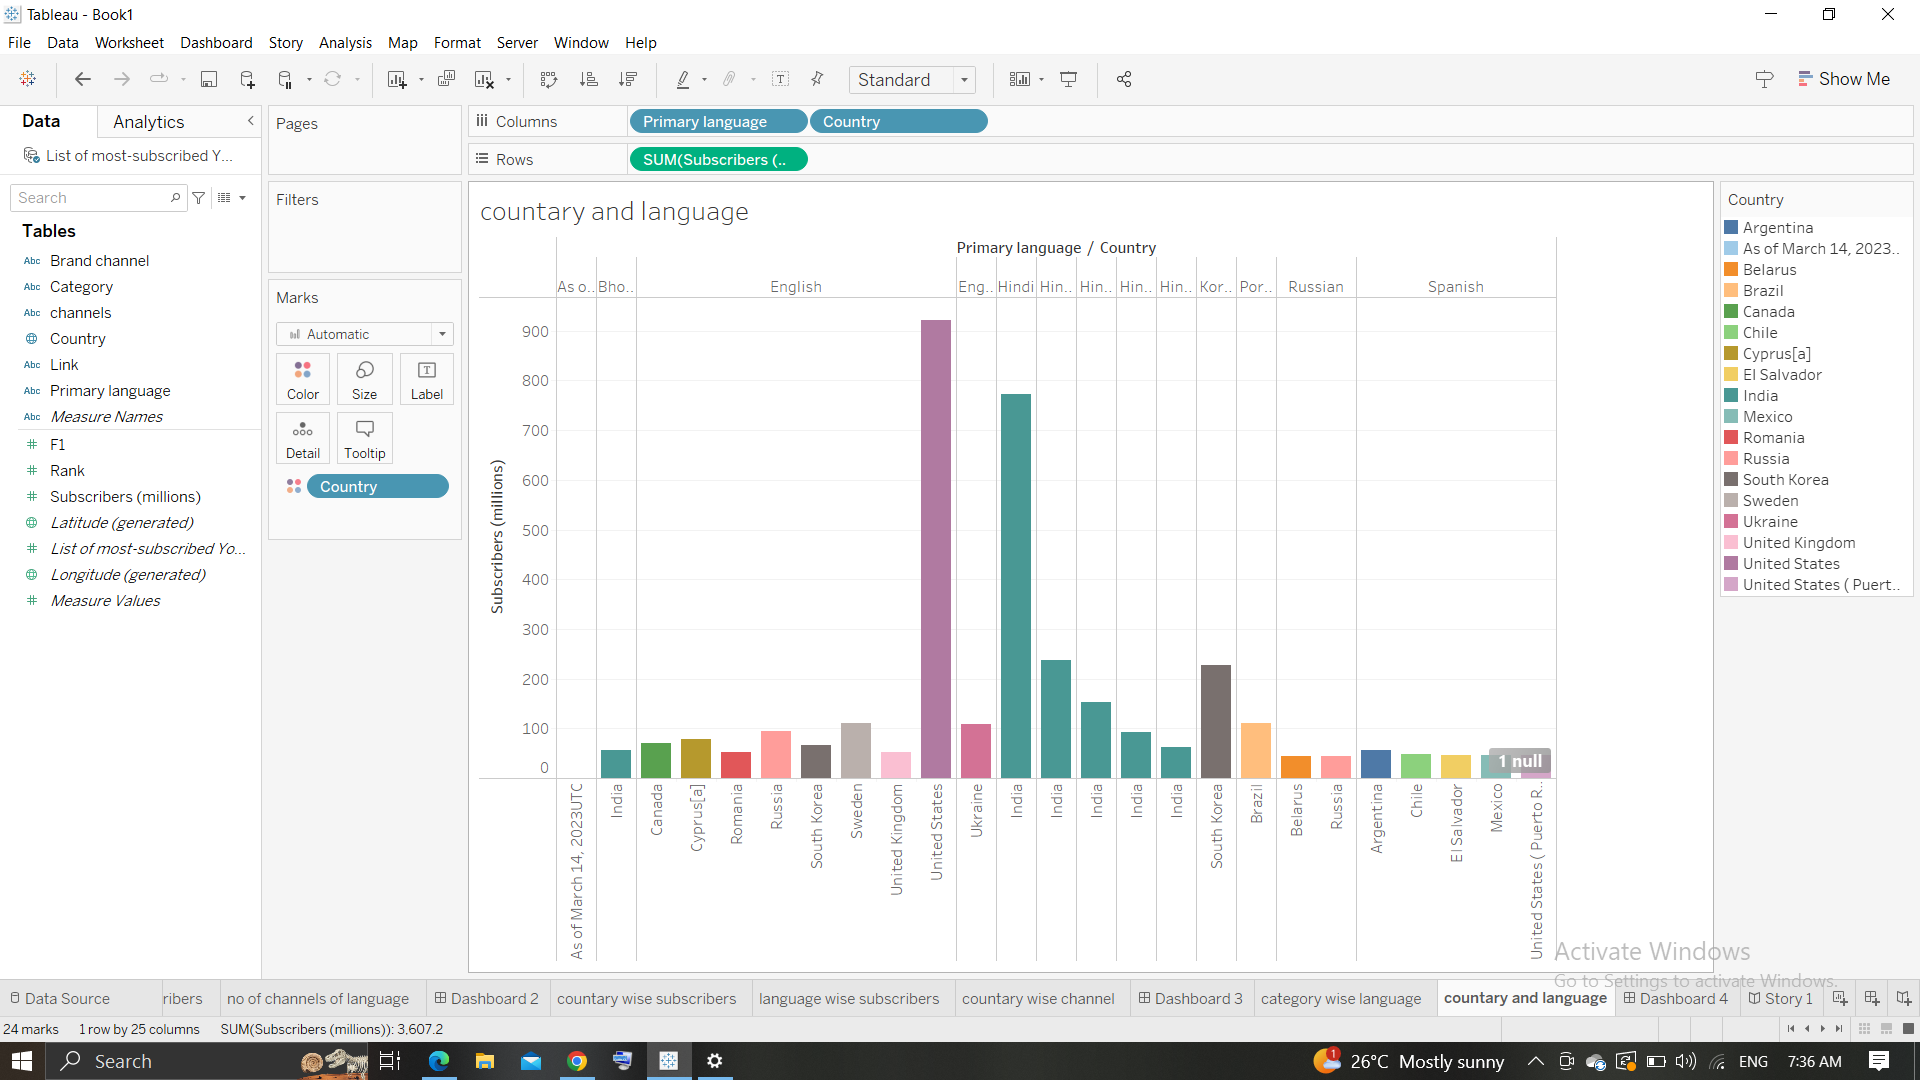 Tableau - Book1
File Data Worksheet Dashboard Story Analysis Map Format Server Window Help
Standard
Show Me
Data Analytics
List of most-subscribed Y...
Search
Tables
Abc Brand channel
Abc Category
Abc channels
Country
Abc Link
Abc Primary language
Abc Measure Names
# F1
# Rank
# Subscribers (millions)
Latitude (generated)
# List of most-subscribed Yo...
Longitude (generated)
# Measure Values
Pages
Filters
Marks
Automatic
Color Size Label
Detail Tooltip
Country
Columns Primary language Country
Rows SUM(Subscribers (..
countary and language
Primary language / Country
As o.. Bho.. English Eng.. Hindi Hin.. Hin.. Hin.. Hin.. Kor.. Por.. Russian Spanish
Subscribers (millions)
900
800
700
600
500
400
300
200
100
0
1 null
As of March 14, 2023UTC
India
Canada
Cyprus[a]
Romania
Russia
South Korea
Sweden
United Kingdom
United States
Ukraine
India
India
India
India
India
South Korea
Brazil
Belarus
Russia
Argentina
Chile
El Salvador
Mexico
United States ( Puerto R..
Country
Argentina
As of March 14, 2023..
Belarus
Brazil
Canada
Chile
Cyprus[a]
El Salvador
India
Mexico
Romania
Russia
South Korea
Sweden
Ukraine
United Kingdom
United States
United States ( Puert..
Activate Windows
Go to Settings to activate Windows.
Data Source ribers no of channels of language Dashboard 2 countary wise subscribers language wise subscribers countary wise channel Dashboard 3 category wise language countary and language Dashboard 4 Story 1
24 marks 1 row by 25 columns SUM(Subscribers (millions)): 3,607.2
Search 1 26°C Mostly sunny ENG 7:36 AM